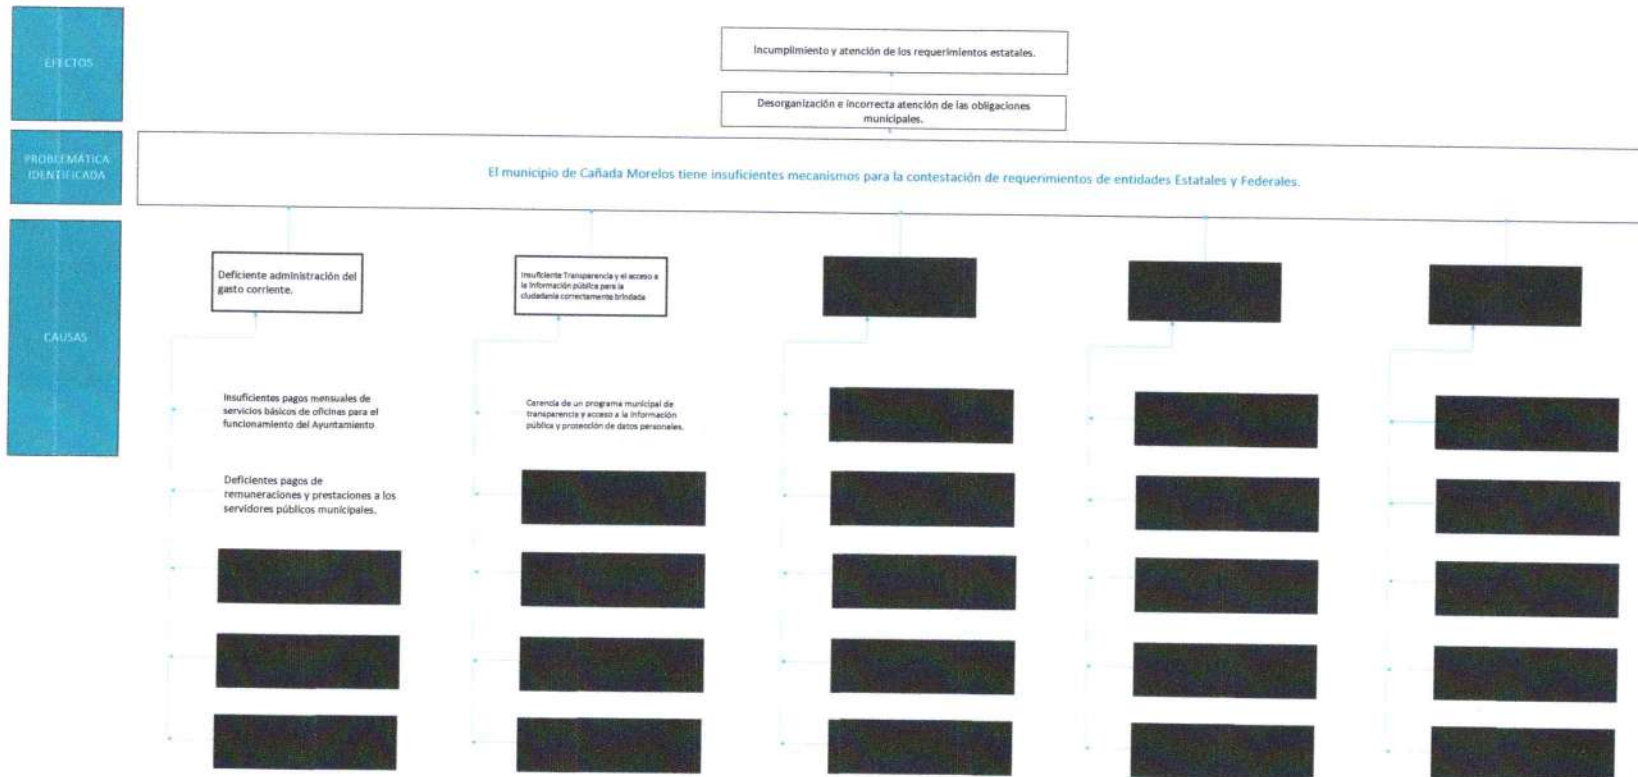 EFECTOS
Incumplimiento y atención de los requerimientos estatales.
Desorganización e incorrecta atención de las obligaciones
municipales.
PROBLEMÁTICA
IDENTIFICADA
El municipio de Cañada Morelos tiene insuficientes mecanismos para la contestación de requerimientos de entidades Estatales y Federales.
CAUSAS
Deficiente administración del
gasto corriente.
Insuficientes pagos mensuales de
servicios básicos de oficinas para el
funcionamiento del Ayuntamiento
Deficientes pagos de
remuneraciones y prestaciones a los
servidores públicos municipales.
Insuficiente Transparencia y el acceso a
la información pública para la
ciudadanía correctamente brindada
Carencia de un programa municipal de
transparencia y acceso a la información
pública y protección de datos personales.